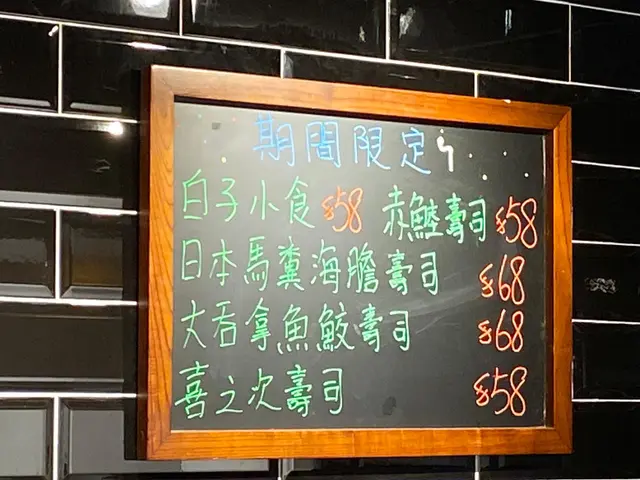 期間限定
白子小食 $58 赤鯥壽司 $58
日本馬糞海膽壽司 $68
大吞拿魚鮫壽司 $68
喜之次壽司 $58